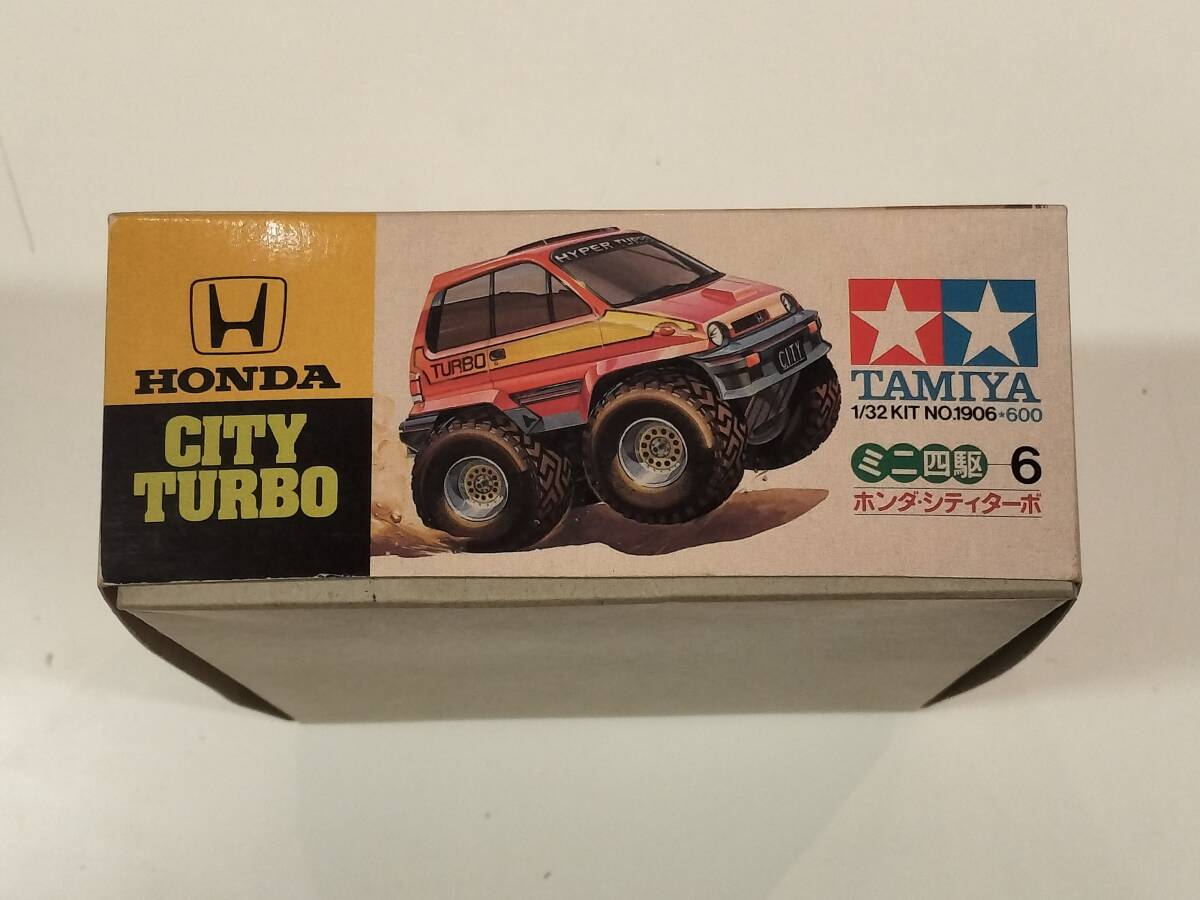 HONDA
CITY
TURBO
HYPER TURBO
TURBO
CITY
TAMIYA
1/32 KIT NO.1906★600
ミニ四駆-6
ホンダ・シティターボ